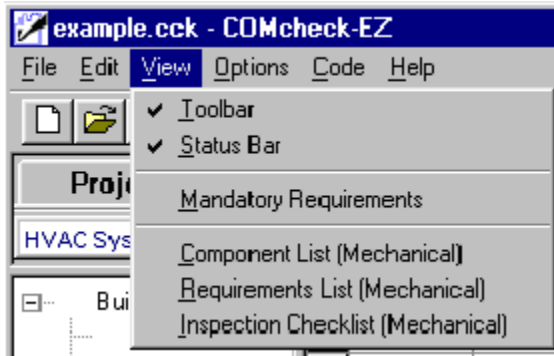 example.cck - COMcheck-EZ
File Edit View Options Code Help
Toolbar
Status Bar
Mandatory Requirements
Component List (Mechanical)
Requirements List (Mechanical)
Inspection Checklist (Mechanical)
Proje
HVAC Sys
Bui